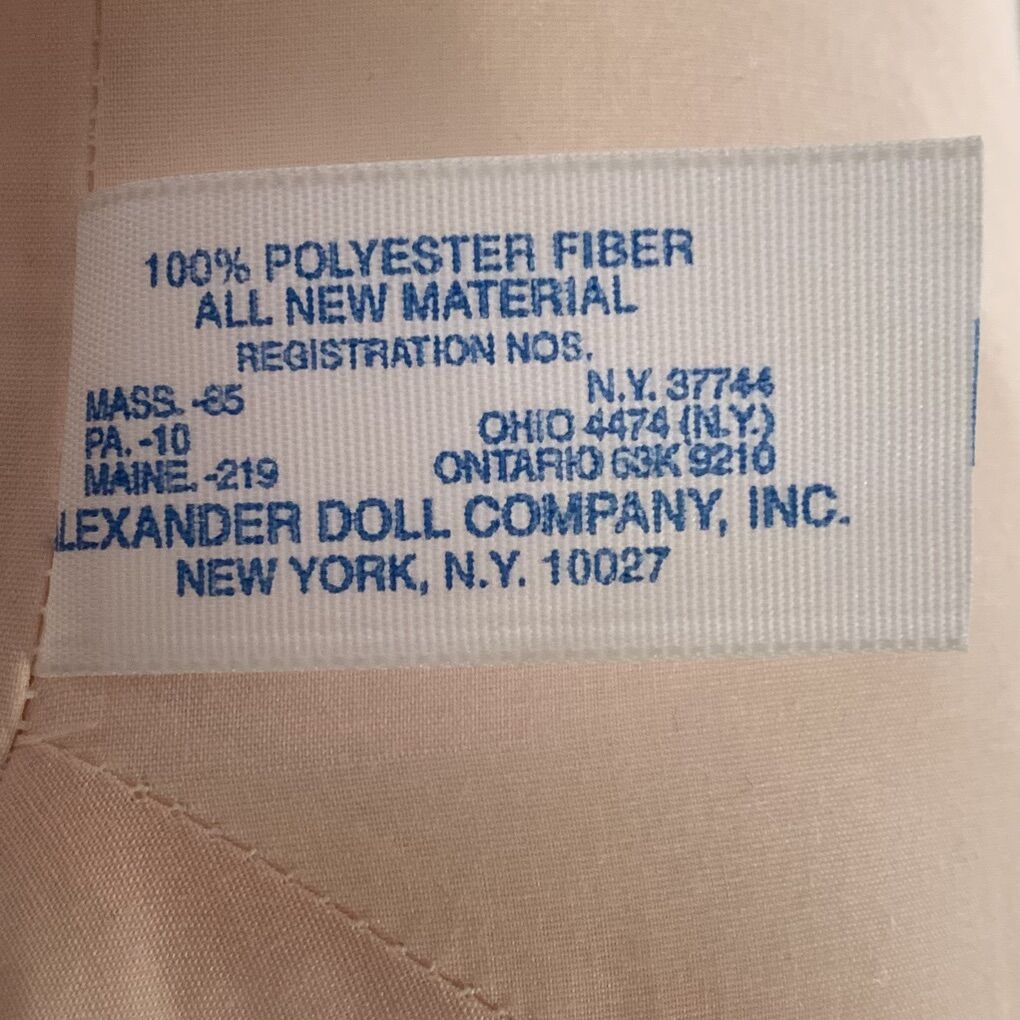 100% POLYESTER FIBER
ALL NEW MATERIAL
REGISTRATION NOS.
MASS. -85 N.Y. 37744
PA. -10 OHIO 4474 (N.Y.)
MAINE. -219 ONTARIO 63K 9210
LEXANDER DOLL COMPANY, INC.
NEW YORK, N.Y. 10027